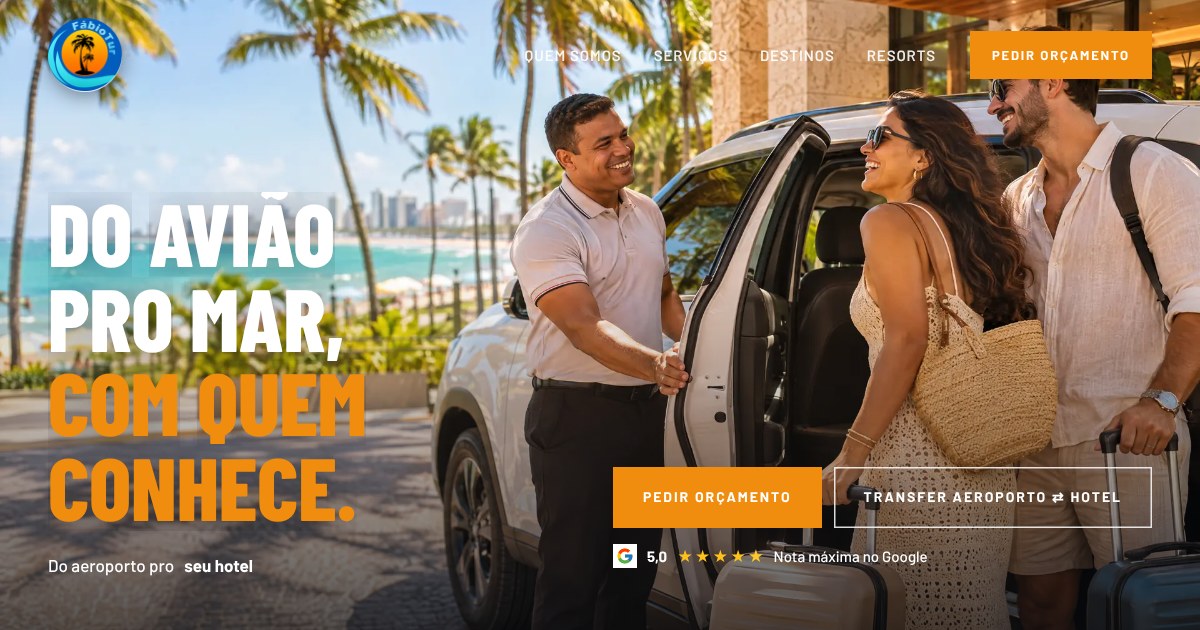 FábioTur
QUEM SOMOS SERVIÇOS DESTINOS RESORTS PEDIR ORÇAMENTO
DO AVIÃO
PRO MAR,
COM QUEM
CONHECE.
Do aeroporto pro seu hotel
PEDIR ORÇAMENTO
TRANSFER AEROPORTO ⇄ HOTEL
G 5,0 ★★★★★ Nota máxima no Google